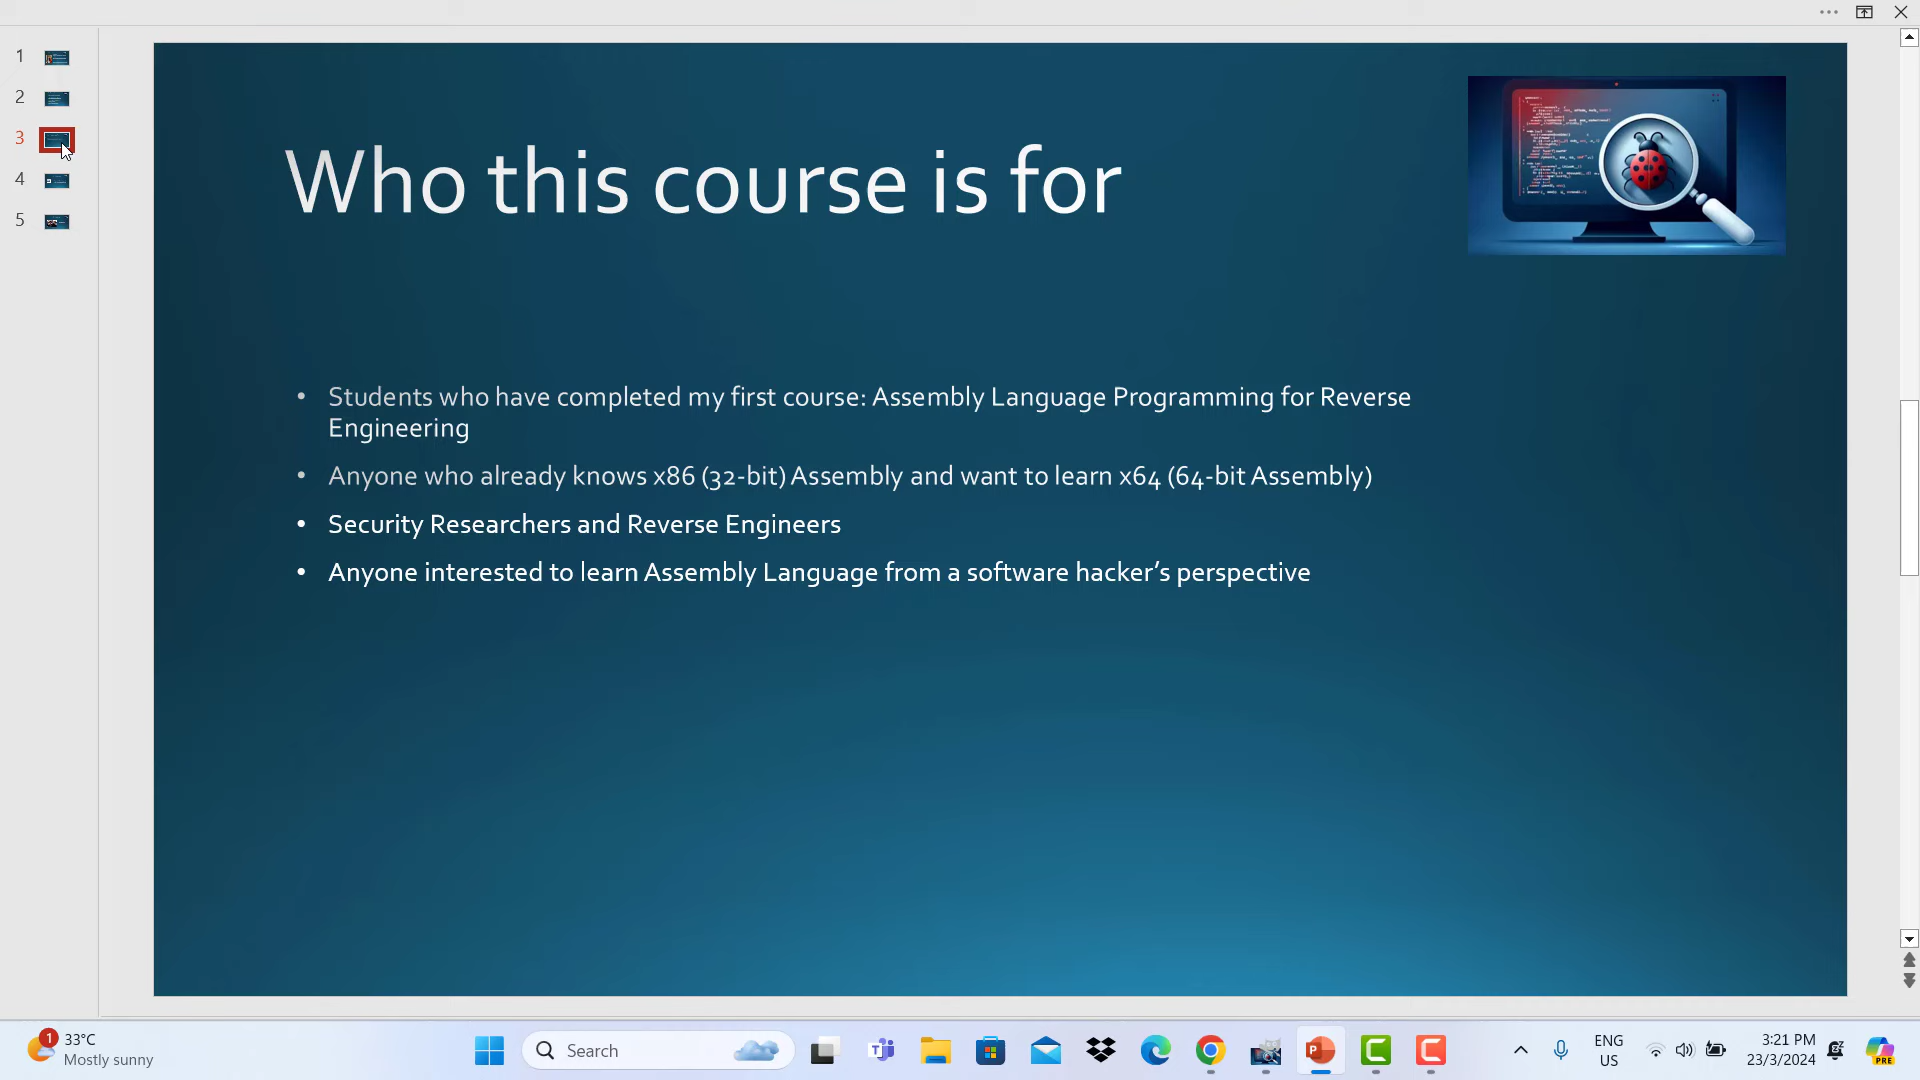 1
2
3
4
5
Who this course is for
• Students who have completed my first course: Assembly Language Programming for Reverse
Engineering
• Anyone who already knows x86 (32-bit) Assembly and want to learn x64 (64-bit Assembly)
• Security Researchers and Reverse Engineers
• Anyone interested to learn Assembly Language from a software hacker's perspective
1
33°C
Mostly sunny
Search
ENG
US
3:21 PM
23/3/2024
PRE